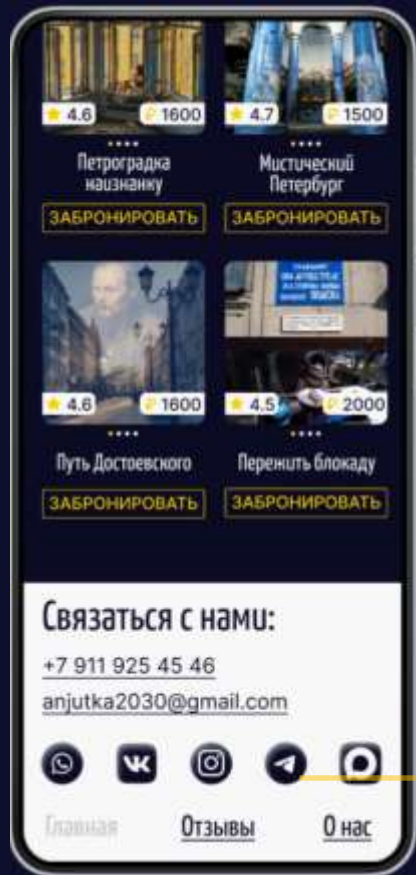 4.6
₽ 1600
4.7
₽ 1500
Петроградка
наизнанку
Мистический
Петербург
ЗАБРОНИРОВАТЬ
ЗАБРОНИРОВАТЬ
4.6
₽ 1600
4.5
₽ 2000
Путь Достоевского
Пережить блокаду
ЗАБРОНИРОВАТЬ
ЗАБРОНИРОВАТЬ
Связаться с нами:
+7 911 925 45 46
anjutka2030@gmail.com
Главная
Отзывы
О нас